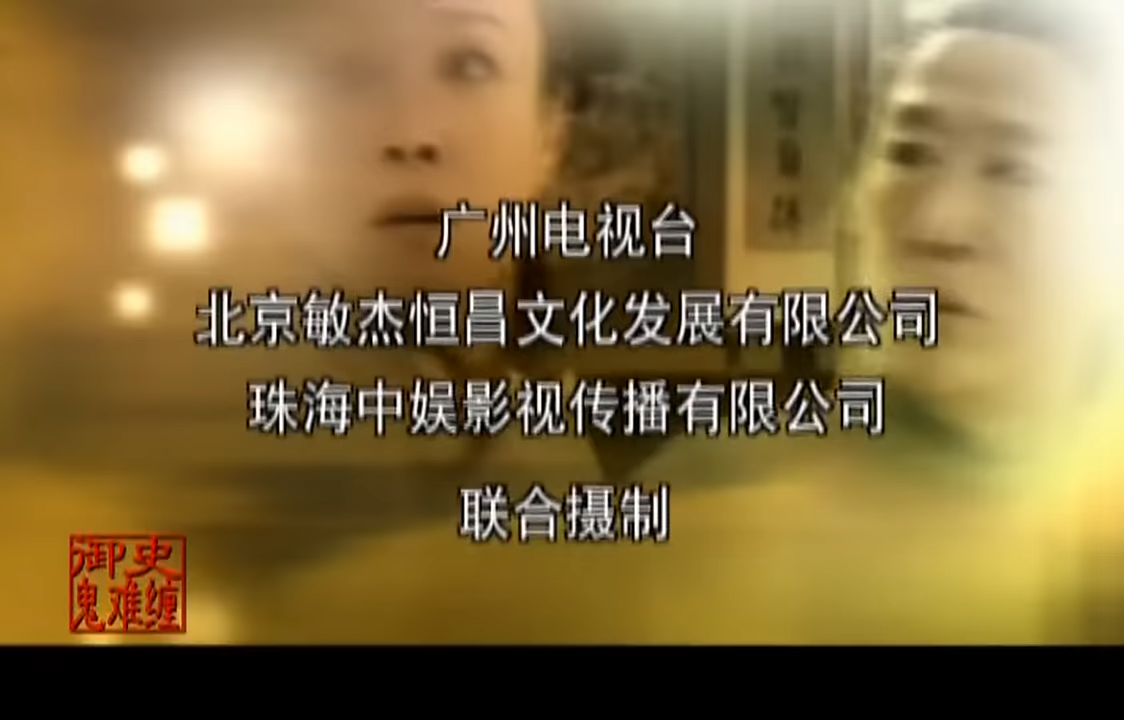 广州电视台
北京敏杰恒昌文化发展有限公司
珠海中娱影视传播有限公司
联合摄制
御史
鬼难缠